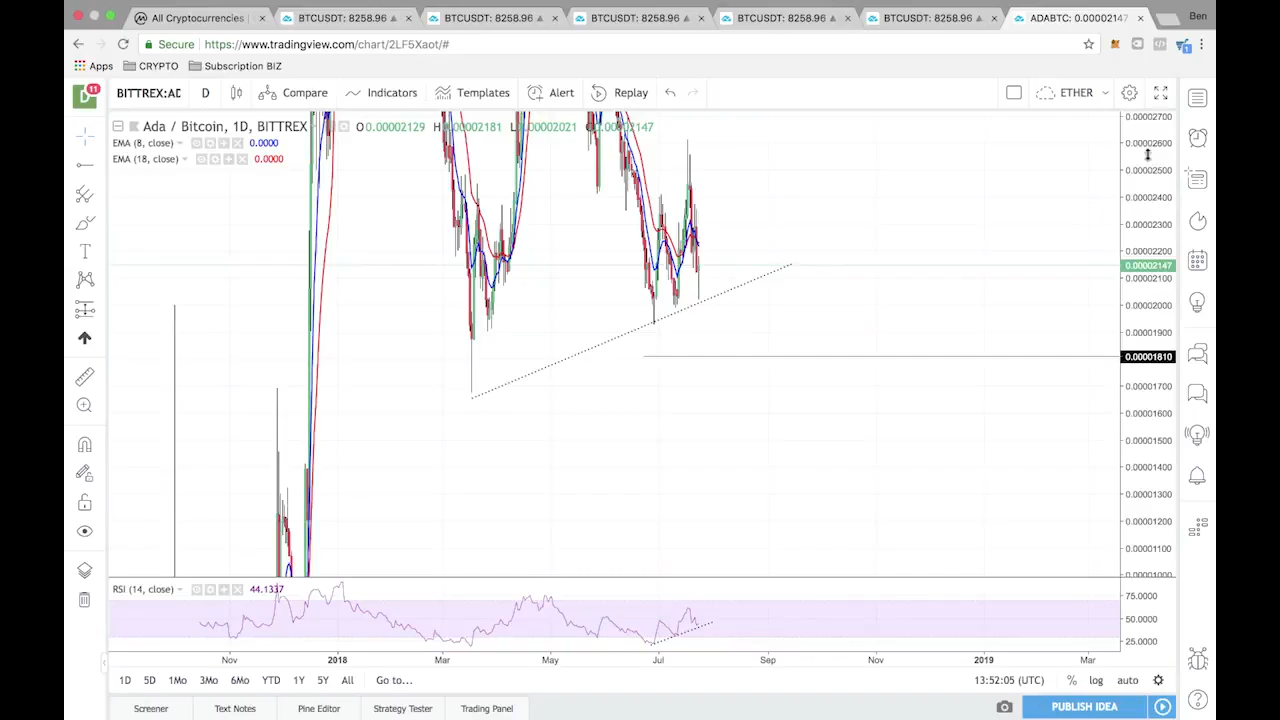 All Cryptocurrencies
BTCUSDT: 8258.96
BTCUSDT: 8258.96
BTCUSDT: 8258.96
BTCUSDT: 8258.96
BTCUSDT: 8258.96
ADABTC: 0.00002147
Ben
Secure
https://www.tradingview.com/chart/2LF5Xaot/#
1
Apps
CRYPTO
Subscription BIZ
D
11
BITTREX:AD
D
Compare
Indicators
Templates
Alert
Replay
ETHER
Ada / Bitcoin, 1D, BITTREX
O0.00002129 H0.00002181 L0.00002021 C0.00002147
EMA (8, close)
0.0000
EMA (18, close)
0.0000
0.00002700
0.00002600
0.00002500
0.00002400
0.00002300
0.00002200
0.00002147
0.00002100
0.00002000
0.00001900
0.00001810
0.00001700
0.00001600
0.00001500
0.00001400
0.00001300
0.00001200
0.00001100
0.00001000
RSI (14, close)
44.1337
75.0000
50.0000
25.0000
Nov
2018
Mar
May
Jul
Sep
Nov
2019
Mar
1D 5D 1Mo 3Mo 6Mo YTD 1Y 5Y All Go to...
13:52:05 (UTC) % log auto
Screener
Text Notes
Pine Editor
Strategy Tester
Trading Panel
PUBLISH IDEA